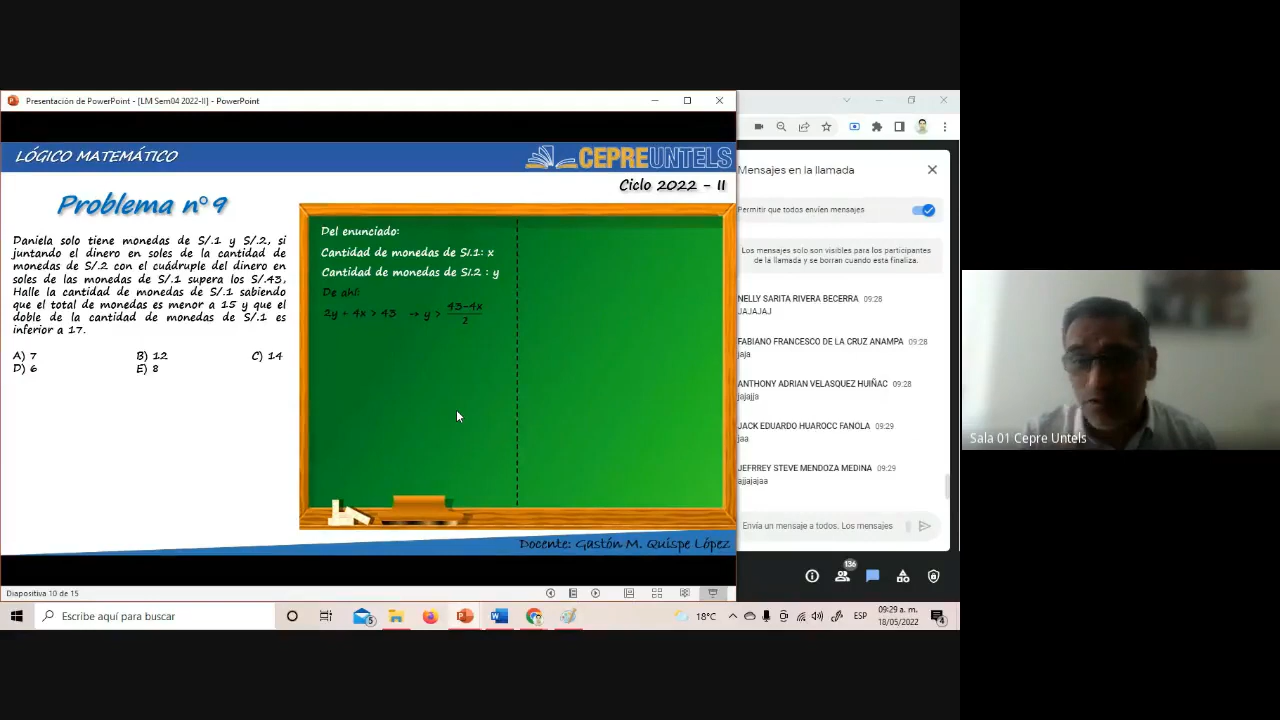 Presentación de PowerPoint - [LM Sem04 2022-II] - PowerPoint
LÓGICO MATEMÁTICO
CEPREUNTELS
Ciclo 2022 - II
Problema n° 9
Daniela solo tiene monedas de S/.1 y S/.2, si
juntando el dinero en soles de la cantidad de
monedas de S/.2 con el cuádruple del dinero en
soles de las monedas de S/.1 supera los S/.43,
Halle la cantidad de monedas de S/.1 sabiendo
que el total de monedas es menor a 15 y que el
doble de la cantidad de monedas de S/.1 es
inferior a 17.
A) 7 B) 12 C) 14
D) 6 E) 8
Del enunciado:
Cantidad de monedas de S/.1: x
Cantidad de monedas de S/.2 : y
De ahí:
2y + 4x > 43 → y > 43-4x/2
Docente: Gastón M. Quispe López
Diapositiva 10 de 15
Mensajes en la llamada
Permitir que todos envíen mensajes
Los mensajes solo son visibles para los participantes
de la llamada y se borran cuando esta finaliza.
NELLY SARITA RIVERA BECERRA 09:28
JAJAJAJ
FABIANO FRANCESCO DE LA CRUZ ANAMPA 09:28
jaja
ANTHONY ADRIAN VELASQUEZ HUIÑAC 09:28
jajajja
JACK EDUARDO HUAROCC FANOLA 09:29
jaa
JEFRREY STEVE MENDOZA MEDINA 09:29
ajjajajaa
Envía un mensaje a todos. Los mensajes
136
Sala 01 Cepre Untels
Escribe aquí para buscar
5
18°C
ESP
09:29 a. m.
18/05/2022
4